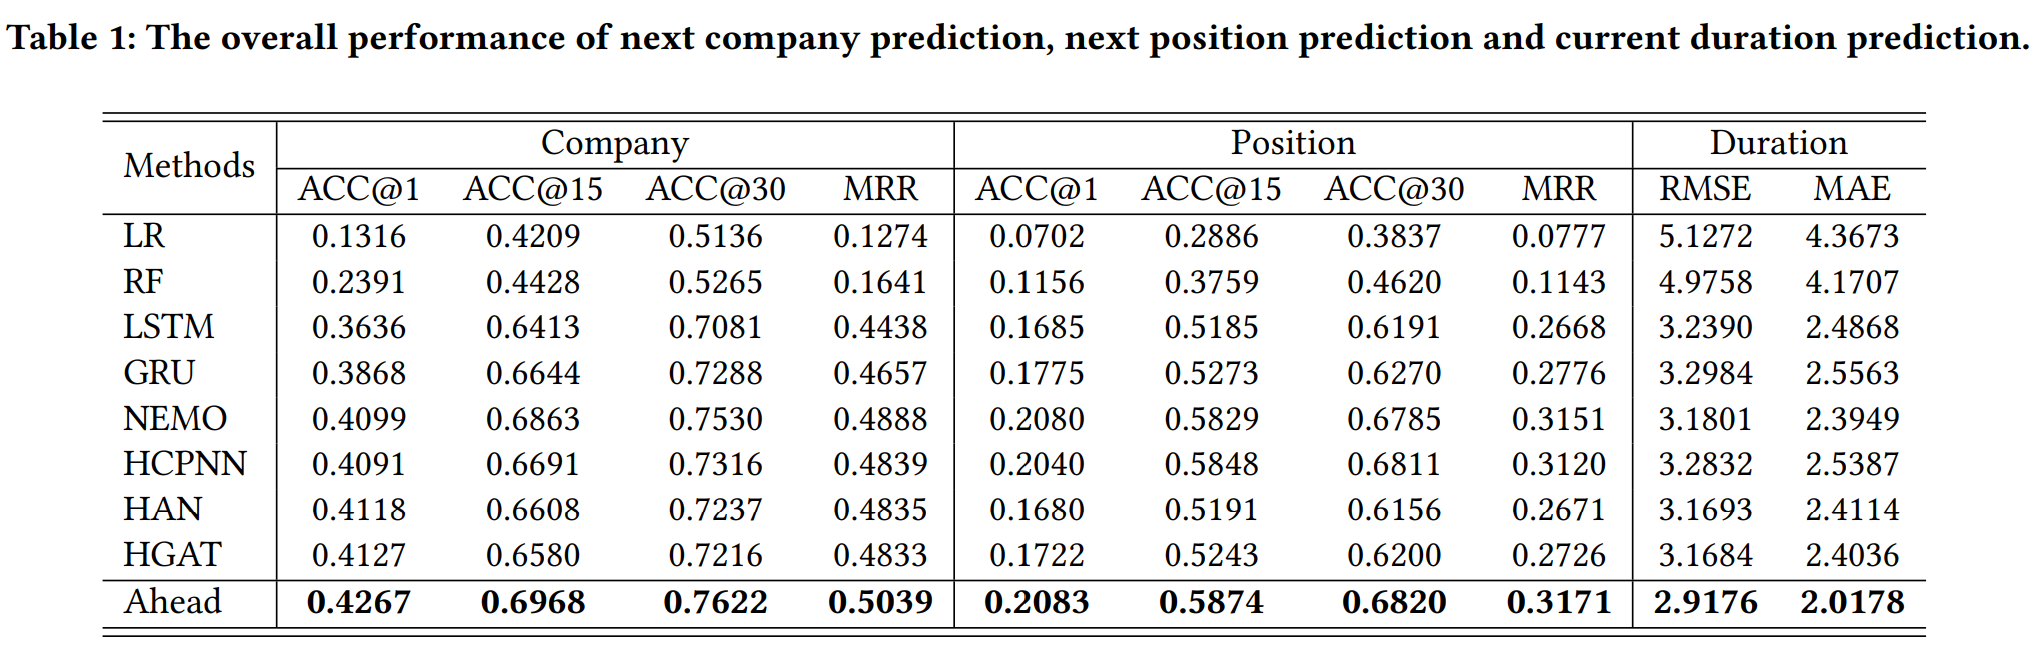 Table 1: The overall performance of next company prediction, next position prediction and current duration prediction.
Methods Company Position Duration
ACC@1 ACC@15 ACC@30 MRR ACC@1 ACC@15 ACC@30 MRR RMSE MAE
LR 0.1316 0.4209 0.5136 0.1274 0.0702 0.2886 0.3837 0.0777 5.1272 4.3673
RF 0.2391 0.4428 0.5265 0.1641 0.1156 0.3759 0.4620 0.1143 4.9758 4.1707
LSTM 0.3636 0.6413 0.7081 0.4438 0.1685 0.5185 0.6191 0.2668 3.2390 2.4868
GRU 0.3868 0.6644 0.7288 0.4657 0.1775 0.5273 0.6270 0.2776 3.2984 2.5563
NEMO 0.4099 0.6863 0.7530 0.4888 0.2080 0.5829 0.6785 0.3151 3.1801 2.3949
HCPNN 0.4091 0.6691 0.7316 0.4839 0.2040 0.5848 0.6811 0.3120 3.2832 2.5387
HAN 0.4118 0.6608 0.7237 0.4835 0.1680 0.5191 0.6156 0.2671 3.1693 2.4114
HGAT 0.4127 0.6580 0.7216 0.4833 0.1722 0.5243 0.6200 0.2726 3.1684 2.4036
Ahead 0.4267 0.6968 0.7622 0.5039 0.2083 0.5874 0.6820 0.3171 2.9176 2.0178